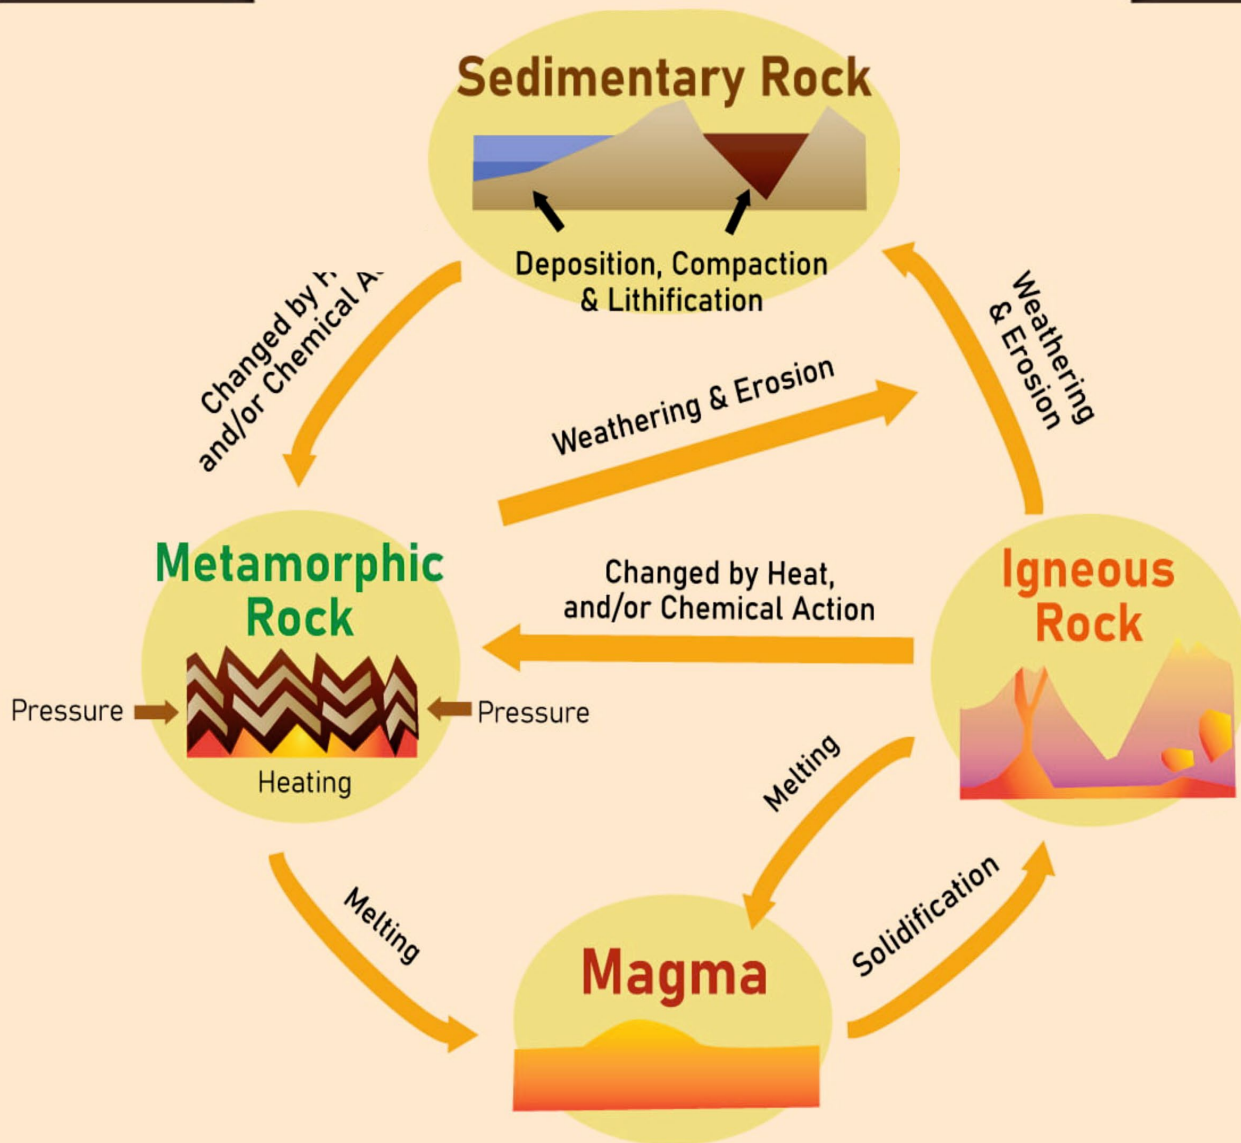 Sedimentary Rock
Deposition, Compaction
& Lithification
Changed by
and/or Chemical
Weathering
& Erosion
Weathering & Erosion
Metamorphic
Rock
Pressure
Pressure
Heating
Changed by Heat,
and/or Chemical Action
Igneous
Rock
Melting
Melting
Solidification
Magma